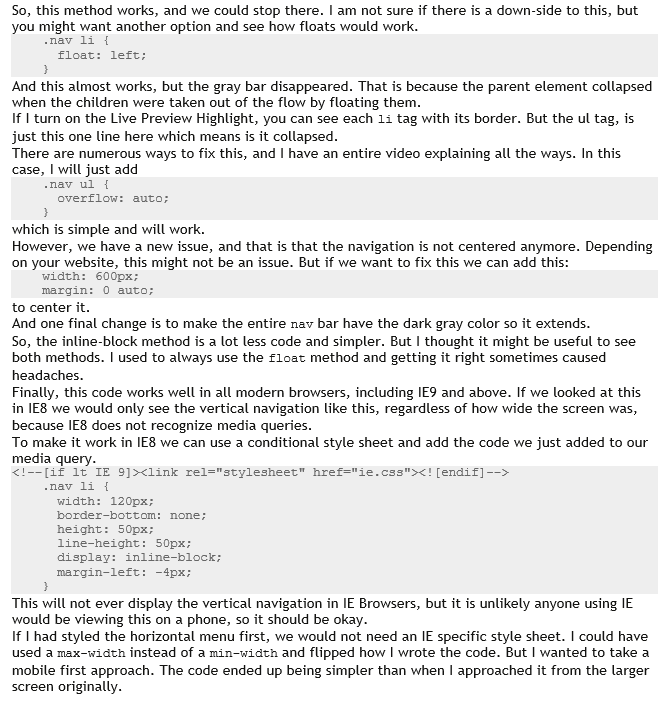 So, this method works, and we could stop there. I am not sure if there is a down-side to this, but
you might want another option and see how floats would work.
.nav li {
float: left;
}
And this almost works, but the gray bar disappeared. That is because the parent element collapsed
when the children were taken out of the flow by floating them.
If I turn on the Live Preview Highlight, you can see each li tag with its border. But the ul tag, is
just this one line here which means is it collapsed.
There are numerous ways to fix this, and I have an entire video explaining all the ways. In this
case, I will just add
.nav ul {
overflow: auto;
}
which is simple and will work.
However, we have a new issue, and that is that the navigation is not centered anymore. Depending
on your website, this might not be an issue. But if we want to fix this we can add this:
width: 600px;
margin: 0 auto;
to center it.
And one final change is to make the entire nav bar have the dark gray color so it extends.
So, the inline-block method is a lot less code and simpler. But I thought it might be useful to see
both methods. I used to always use the float method and getting it right sometimes caused
headaches.
Finally, this code works well in all modern browsers, including IE9 and above. If we looked at this
in IE8 we would only see the vertical navigation like this, regardless of how wide the screen was,
because IE8 does not recognize media queries.
To make it work in IE8 we can use a conditional style sheet and add the code we just added to our
media query.
<!--[if lt IE 9]><link rel="stylesheet" href="ie.css"><![endif]-->
.nav li {
width: 120px;
border-bottom: none;
height: 50px;
line-height: 50px;
display: inline-block;
margin-left: -4px;
}
This will not ever display the vertical navigation in IE Browsers, but it is unlikely anyone using IE
would be viewing this on a phone, so it should be okay.
If I had styled the horizontal menu first, we would not need an IE specific style sheet. I could have
used a max-width instead of a min-width and flipped how I wrote the code. But I wanted to take a
mobile first approach. The code ended up being simpler than when I approached it from the larger
screen originally.